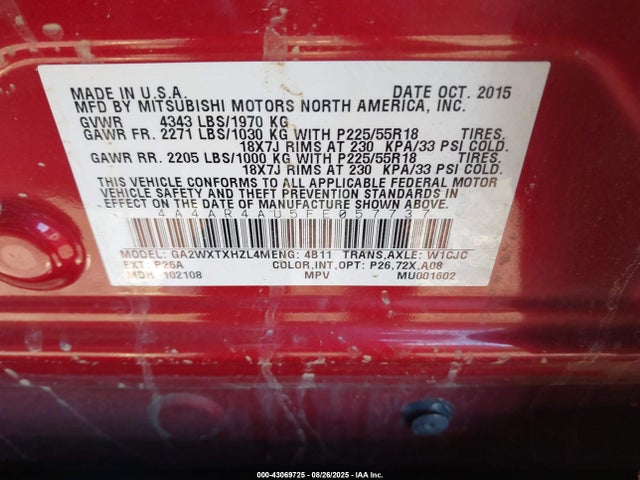 MADE IN U.S.A. DATE OCT. 2015
MFD BY MITSUBISHI MOTORS NORTH AMERICA, INC.
GVWR 4343 LBS/1970 KG
GAWR FR. 2271 LBS/1030 KG WITH P225/55R18 TIRES.
18X7J RIMS AT 230 KPA/33 PSI COLD.
GAWR RR. 2205 LBS/1000 KG WITH P225/55R18 TIRES.
18X7J RIMS AT 230 KPA/33 PSI COLD.
THIS VEHICLE CONFORMS TO ALL APPLICABLE FEDERAL MOTOR
VEHICLE SAFETY AND THEFT PREVENTION STANDARDS IN
EFFECT ON THE DATE OF MANUFACTURE SHOWN ABOVE.
4A4AR4AU5FE057737
MODEL: GA2WXTXHZL4MENG: 4B11 TRANS,AXLE: W1CJC
EXT P26A COLOR,INT,OPT: P26,72X,A08
MDH 102108 MPV MU001602
000-43069725 - 08/26/2025 - IAA Inc.